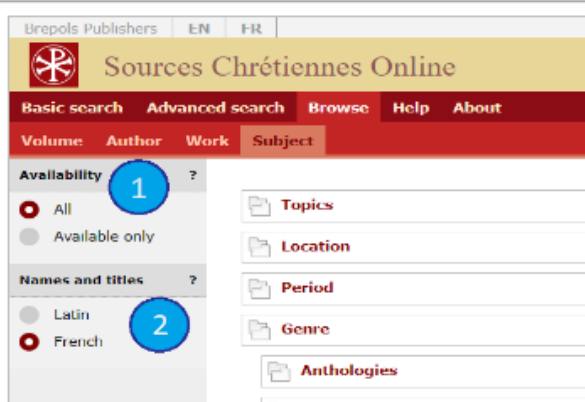 Brepols Publishers EN FR
Sources Chrétiennes Online
Basic search Advanced search Browse Help About
Volume Author Work Subject
Availability ?
1
All
Available only
Names and titles ?
Latin
2
French
Topics
Location
Period
Genre
Anthologies